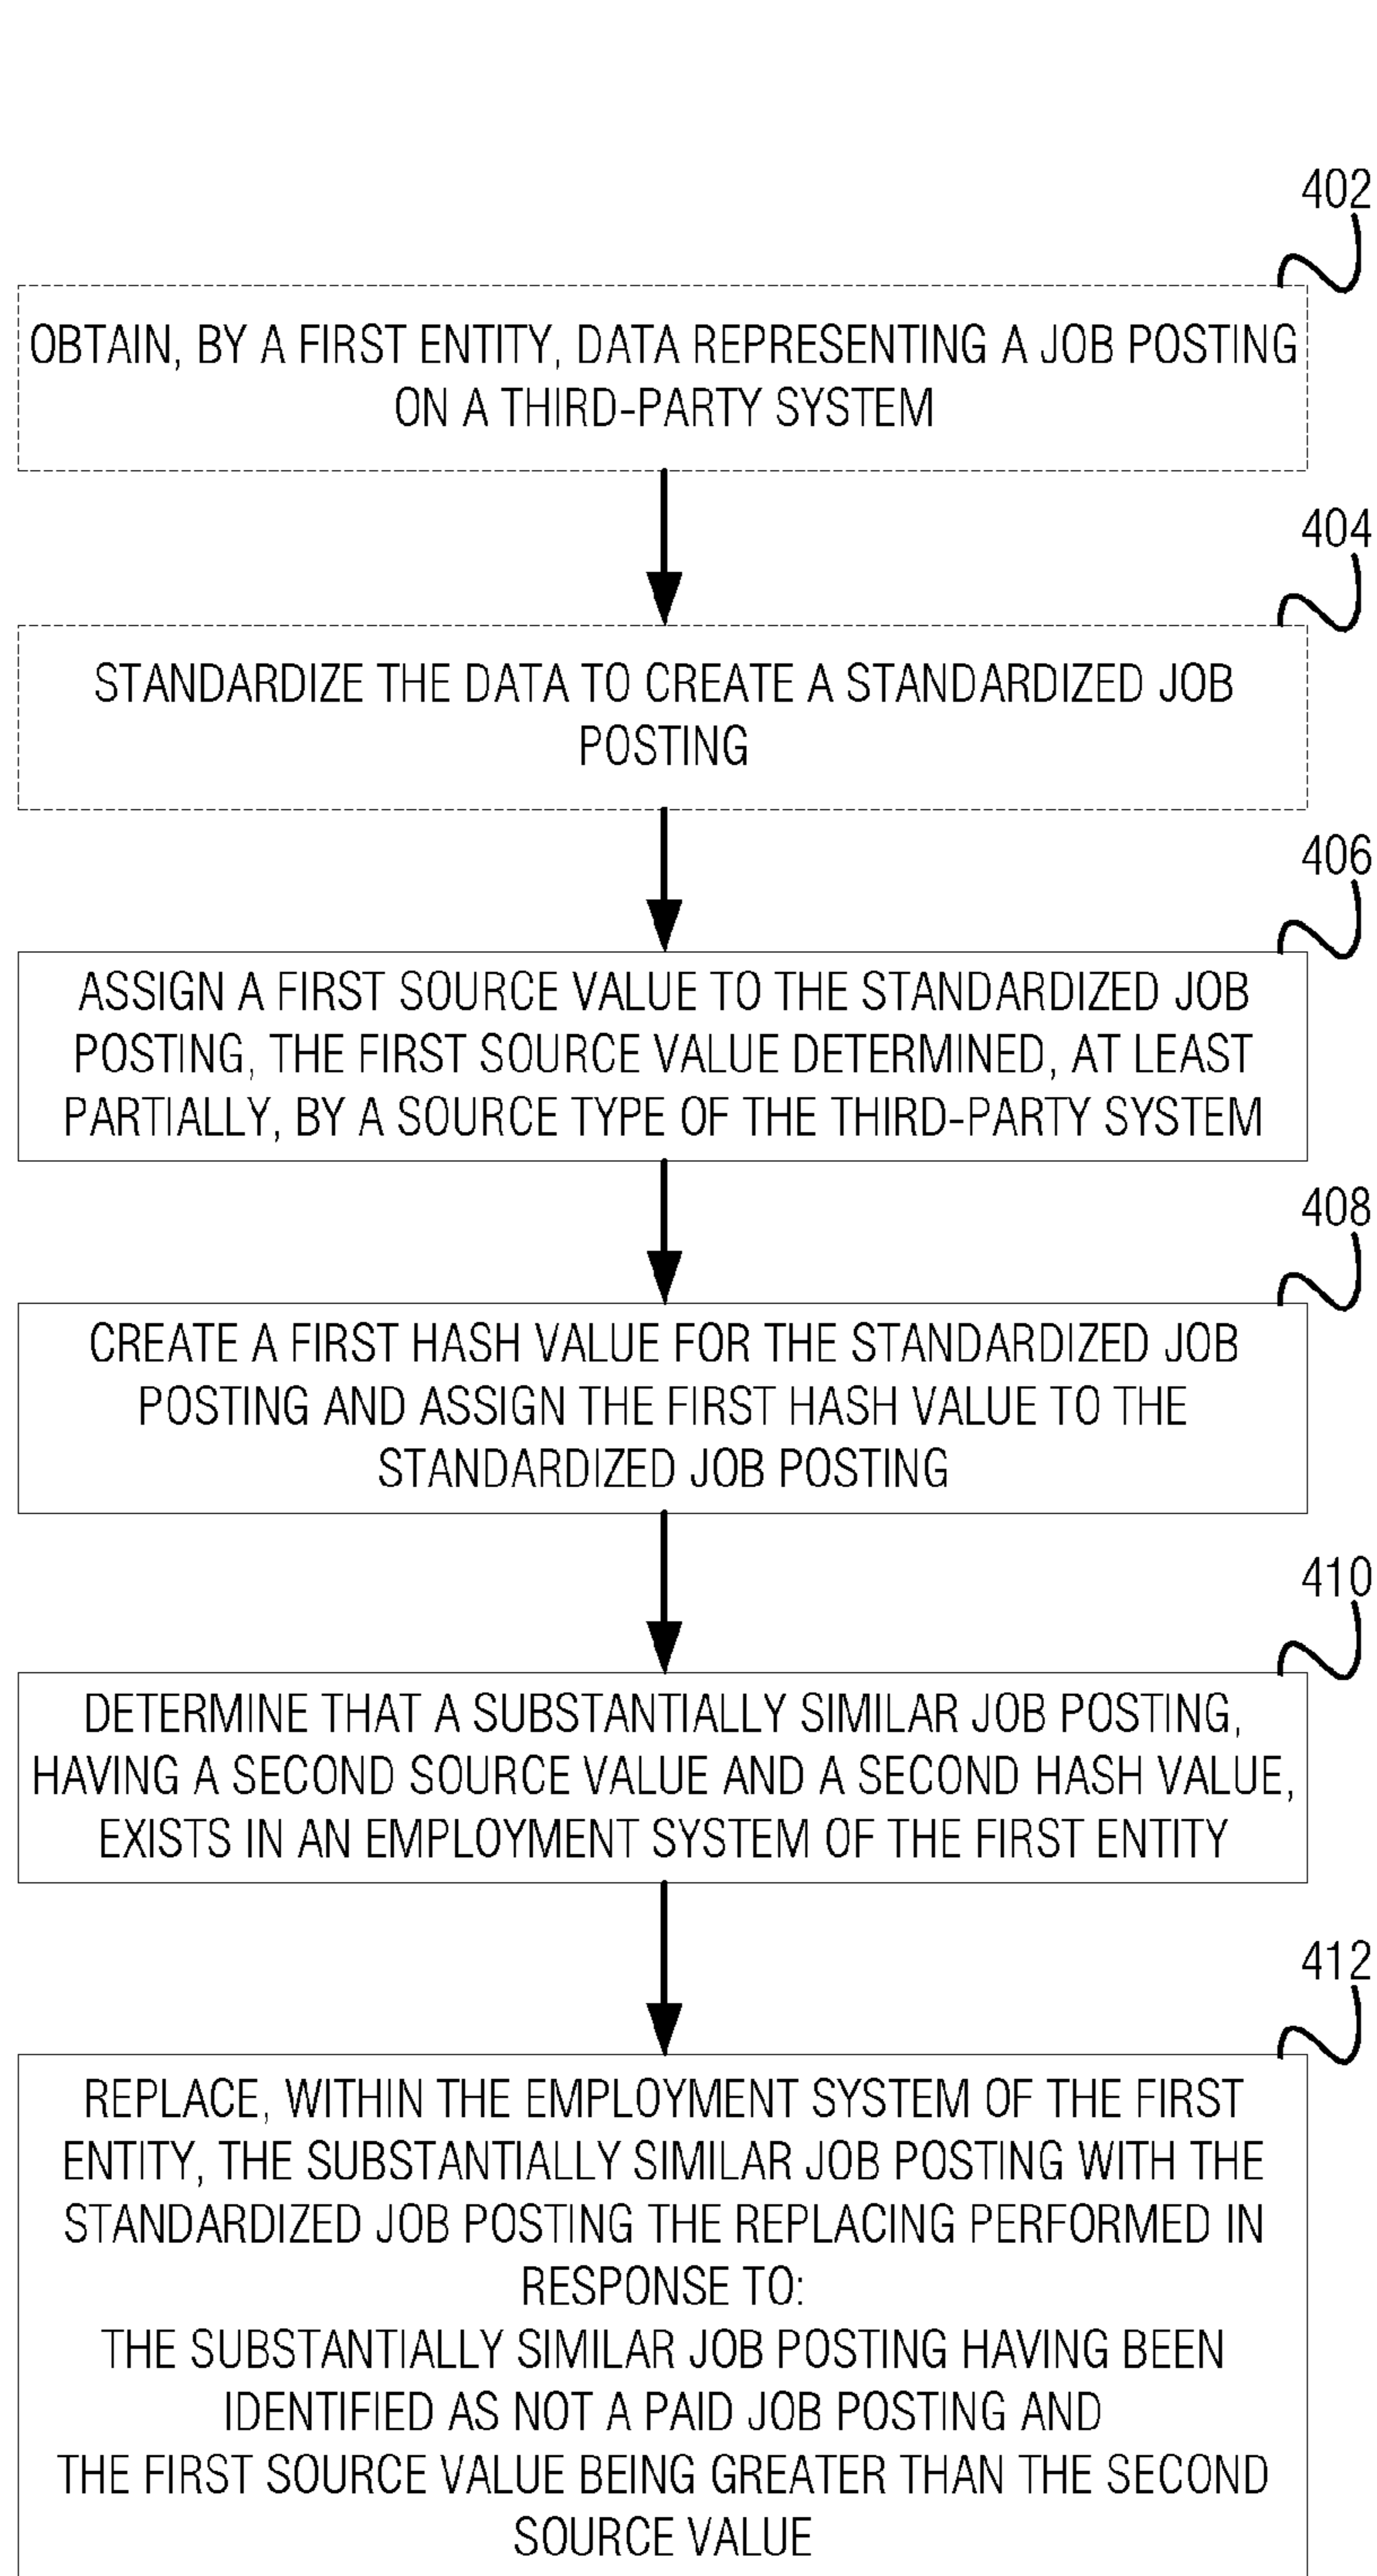 402
OBTAIN, BY A FIRST ENTITY, DATA REPRESENTING A JOB POSTING
ON A THIRD-PARTY SYSTEM
404
STANDARDIZE THE DATA TO CREATE A STANDARDIZED JOB
POSTING
406
ASSIGN A FIRST SOURCE VALUE TO THE STANDARDIZED JOB
POSTING, THE FIRST SOURCE VALUE DETERMINED, AT LEAST
PARTIALLY, BY A SOURCE TYPE OF THE THIRD-PARTY SYSTEM
408
CREATE A FIRST HASH VALUE FOR THE STANDARDIZED JOB
POSTING AND ASSIGN THE FIRST HASH VALUE TO THE
STANDARDIZED JOB POSTING
410
DETERMINE THAT A SUBSTANTIALLY SIMILAR JOB POSTING,
HAVING A SECOND SOURCE VALUE AND A SECOND HASH VALUE,
EXISTS IN AN EMPLOYMENT SYSTEM OF THE FIRST ENTITY
412
REPLACE, WITHIN THE EMPLOYMENT SYSTEM OF THE FIRST
ENTITY, THE SUBSTANTIALLY SIMILAR JOB POSTING WITH THE
STANDARDIZED JOB POSTING THE REPLACING PERFORMED IN
RESPONSE TO:
THE SUBSTANTIALLY SIMILAR JOB POSTING HAVING BEEN
IDENTIFIED AS NOT A PAID JOB POSTING AND
THE FIRST SOURCE VALUE BEING GREATER THAN THE SECOND
SOURCE VALUE